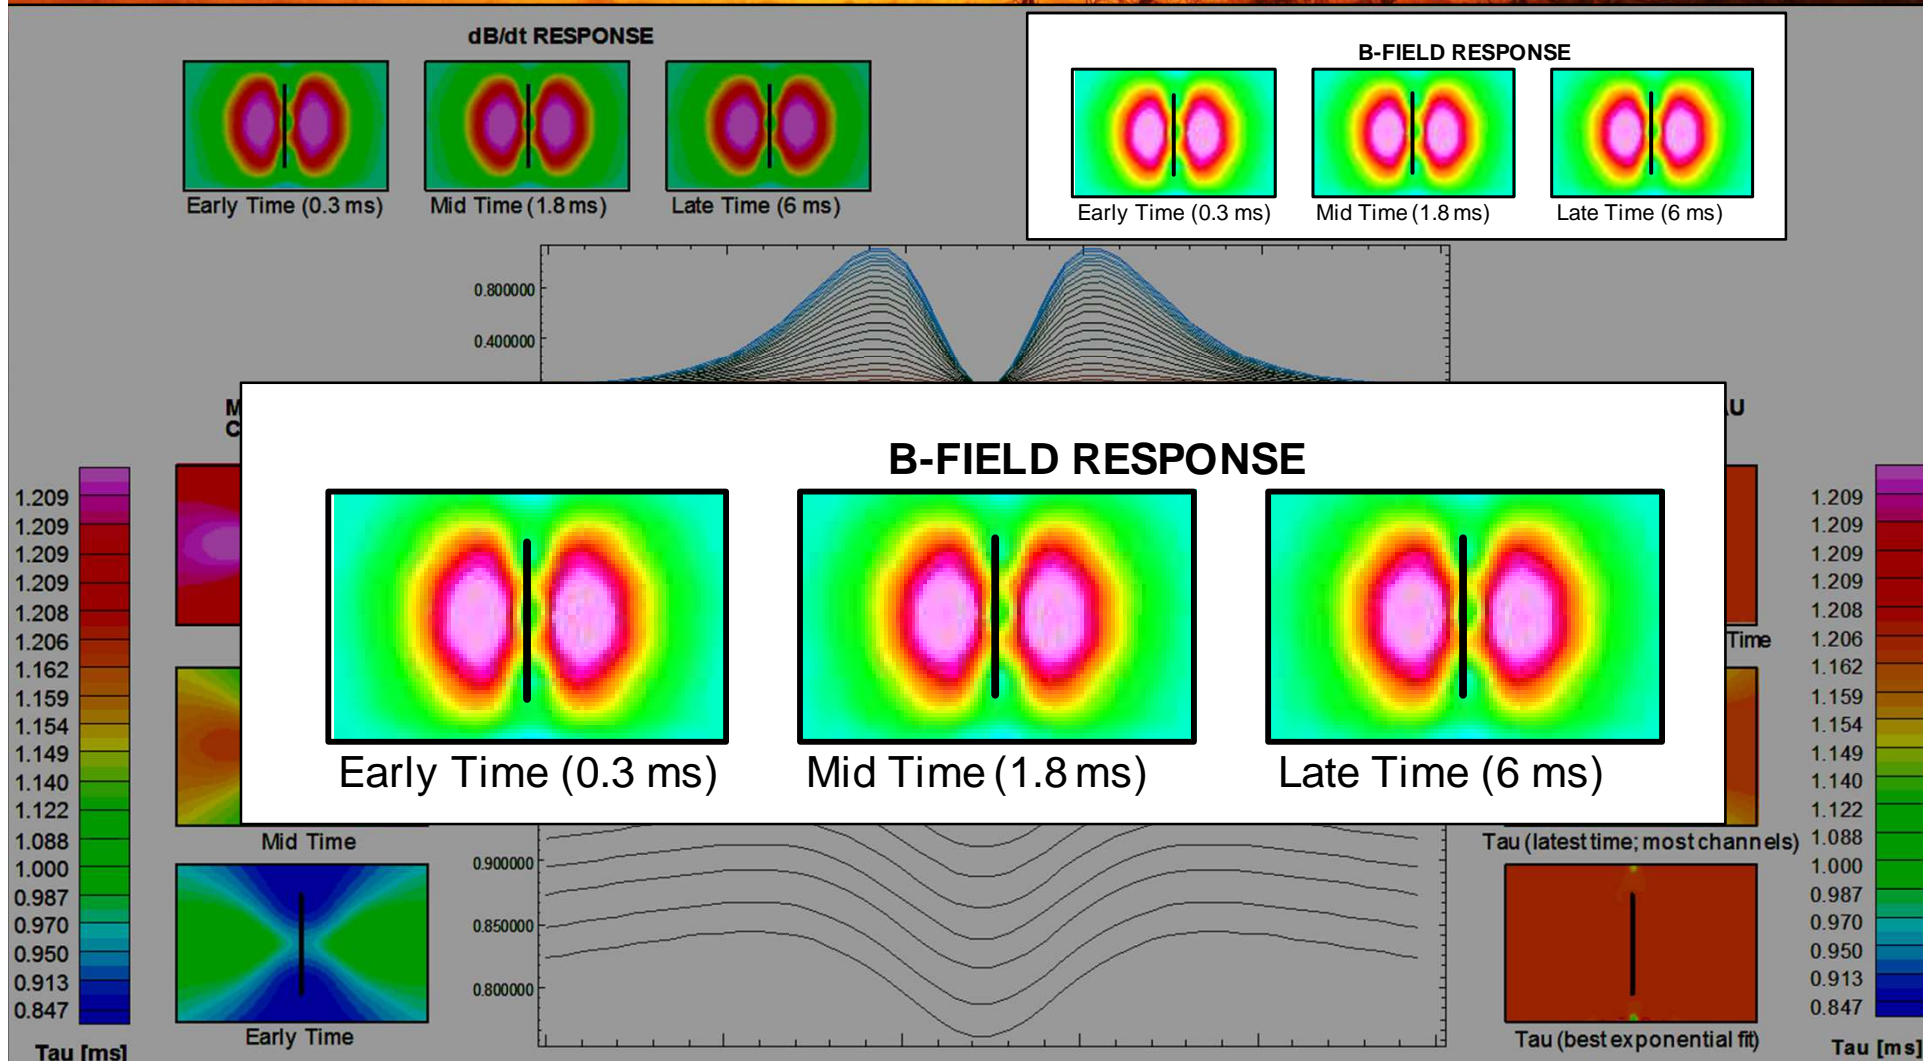 dB/dt RESPONSE
Early Time (0.3 ms)
Mid Time (1.8 ms)
Late Time (6 ms)
B-FIELD RESPONSE
Early Time (0.3 ms)
Mid Time (1.8 ms)
Late Time (6 ms)
0.800000
0.400000
B-FIELD RESPONSE
Early Time (0.3 ms)
Mid Time (1.8 ms)
Late Time (6 ms)
1.209
1.209
1.209
1.209
1.208
1.206
1.162
1.159
1.154
1.149
1.140
1.122
1.088
1.000
0.987
0.970
0.950
0.913
0.847
Tau [ms]
Mid Time
Early Time
0.900000
0.850000
0.800000
Time
Tau (latest time; most channels)
Tau (best exponential fit)
1.209
1.209
1.209
1.209
1.208
1.206
1.162
1.159
1.154
1.149
1.140
1.122
1.088
1.000
0.987
0.970
0.950
0.913
0.847
Tau [ms]